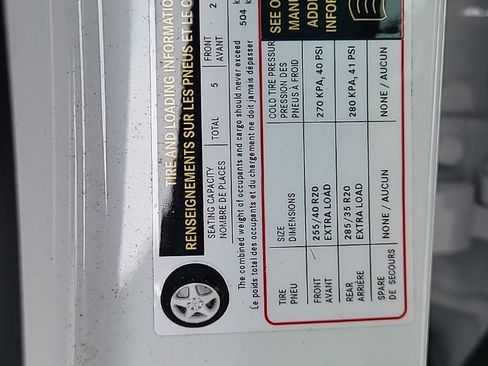 TIRE AND LOADING INFORMATION
RENSEIGNEMENTS SUR LES PNEUS ET LE C
SEATING CAPACITY
NOMBRE DE PLACES
TOTAL 5
FRONT
AVANT
2
The combined weight of occupants and cargo should never exceed
Le poids total des occupants et du chargement ne doit jamais dépasser
504 k
TIRE
PNEU
SIZE
DIMENSIONS
COLD TIRE PRESSUR
PRESSION DES
PNEUS À FROID
FRONT
AVANT
255/40 R20
EXTRA LOAD
270 KPA, 40 PSI
REAR
ARRIÈRE
285/35 R20
EXTRA LOAD
280 KPA, 41 PSI
SPARE
DE SECOURS
NONE / AUCUN
NONE / AUCUN
SEE O
MANU
ADDI
INFOR